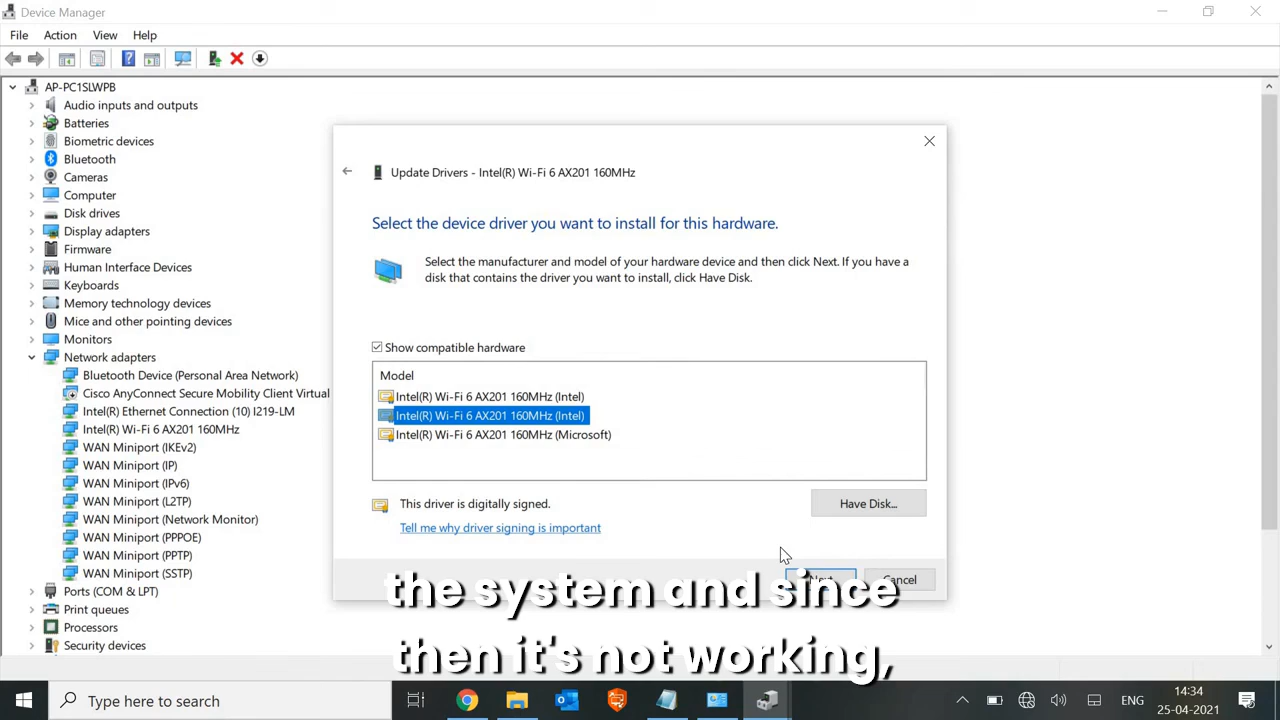 Device Manager
File Action View Help
AP-PC1SLWPB
Audio inputs and outputs
Batteries
Biometric devices
Bluetooth
Cameras
Computer
Disk drives
Display adapters
Firmware
Human Interface Devices
Keyboards
Memory technology devices
Mice and other pointing devices
Monitors
Network adapters
Bluetooth Device (Personal Area Network)
Cisco AnyConnect Secure Mobility Client Virtual
Intel(R) Ethernet Connection (10) I219-LM
Intel(R) Wi-Fi 6 AX201 160MHz
WAN Miniport (IKEv2)
WAN Miniport (IP)
WAN Miniport (IPv6)
WAN Miniport (L2TP)
WAN Miniport (Network Monitor)
WAN Miniport (PPPOE)
WAN Miniport (PPTP)
WAN Miniport (SSTP)
Ports (COM & LPT)
Print queues
Processors
Security devices
Update Drivers - Intel(R) Wi-Fi 6 AX201 160MHz
Select the device driver you want to install for this hardware.
Select the manufacturer and model of your hardware device and then click Next. If you have a
disk that contains the driver you want to install, click Have Disk.
Show compatible hardware
Model
Intel(R) Wi-Fi 6 AX201 160MHz (Intel)
Intel(R) Wi-Fi 6 AX201 160MHz (Intel)
Intel(R) Wi-Fi 6 AX201 160MHz (Microsoft)
This driver is digitally signed.
Have Disk...
Tell me why driver signing is important
Next
Cancel
the system and since
then it's not working,
Type here to search
ENG
14:34
25-04-2021